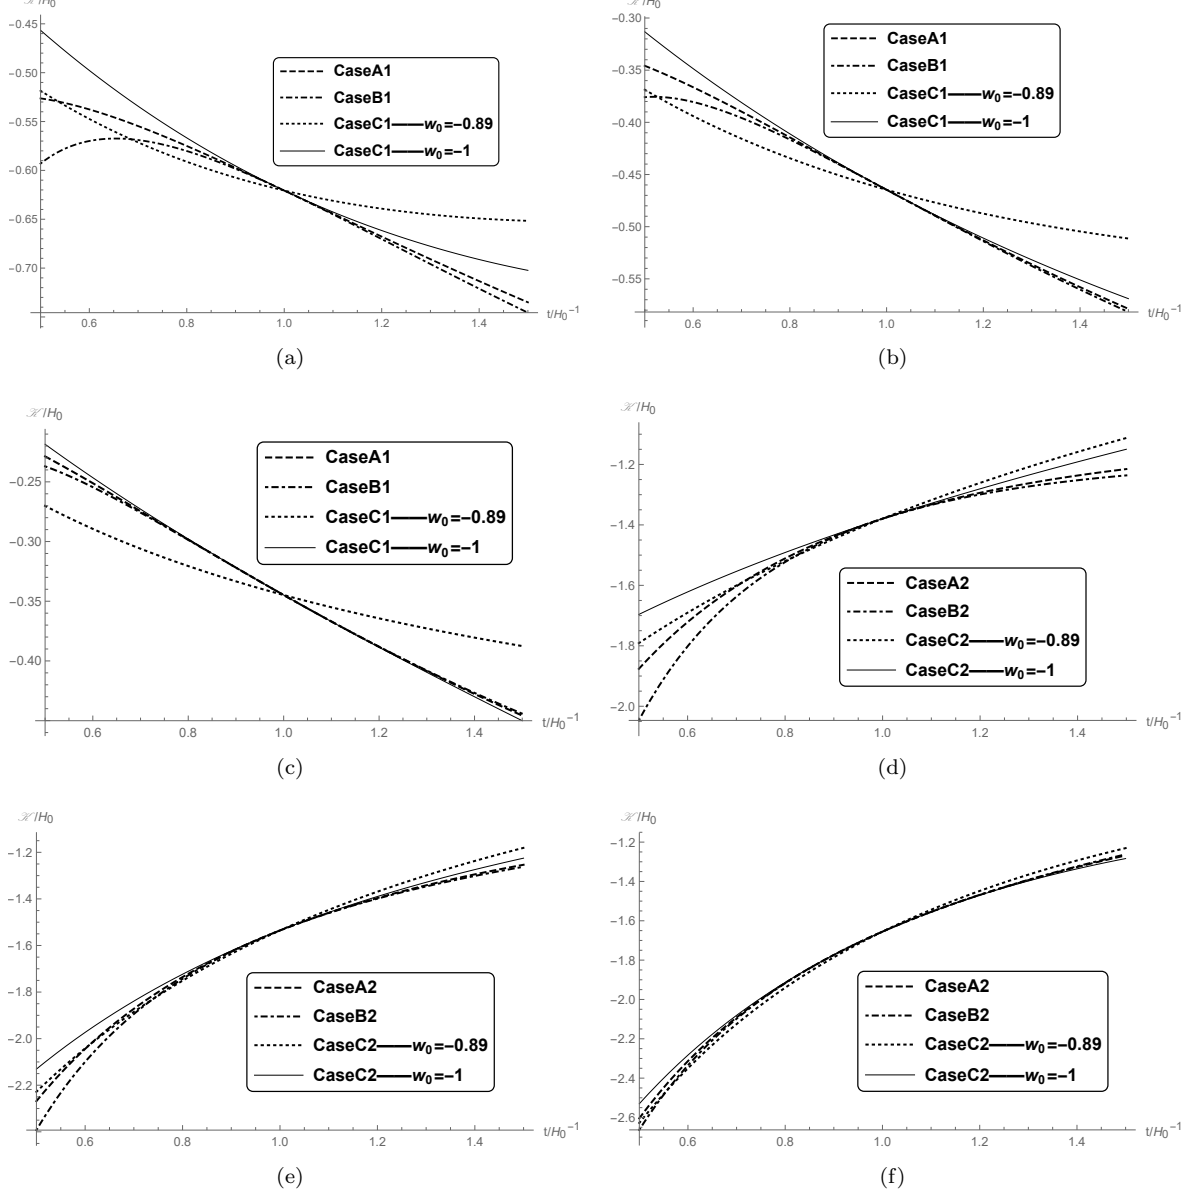 𝒦/H0
-0.45
-0.50
-0.55
-0.60
-0.65
-0.70
0.6 0.8 1.0 1.2 1.4
t/H0-1
CaseA1
CaseB1
CaseC1——w0=-0.89
CaseC1——w0=-1
(a)
𝒦/H0
-0.30
-0.35
-0.40
-0.45
-0.50
-0.55
0.6 0.8 1.0 1.2 1.4
t/H0-1
CaseA1
CaseB1
CaseC1——w0=-0.89
CaseC1——w0=-1
(b)
𝒦/H0
-0.25
-0.30
-0.35
-0.40
0.6 0.8 1.0 1.2 1.4
t/H0-1
CaseA1
CaseB1
CaseC1——w0=-0.89
CaseC1——w0=-1
(c)
𝒦/H0
-1.2
-1.4
-1.6
-1.8
-2.0
0.6 0.8 1.0 1.2 1.4
t/H0-1
CaseA2
CaseB2
CaseC2——w0=-0.89
CaseC2——w0=-1
(d)
𝒦/H0
-1.2
-1.4
-1.6
-1.8
-2.0
-2.2
0.6 0.8 1.0 1.2 1.4
t/H0-1
CaseA2
CaseB2
CaseC2——w0=-0.89
CaseC2——w0=-1
(e)
𝒦/H0
-1.2
-1.4
-1.6
-1.8
-2.0
-2.2
-2.4
-2.6
0.6 0.8 1.0 1.2 1.4
t/H0-1
CaseA2
CaseB2
CaseC2——w0=-0.89
CaseC2——w0=-1
(f)